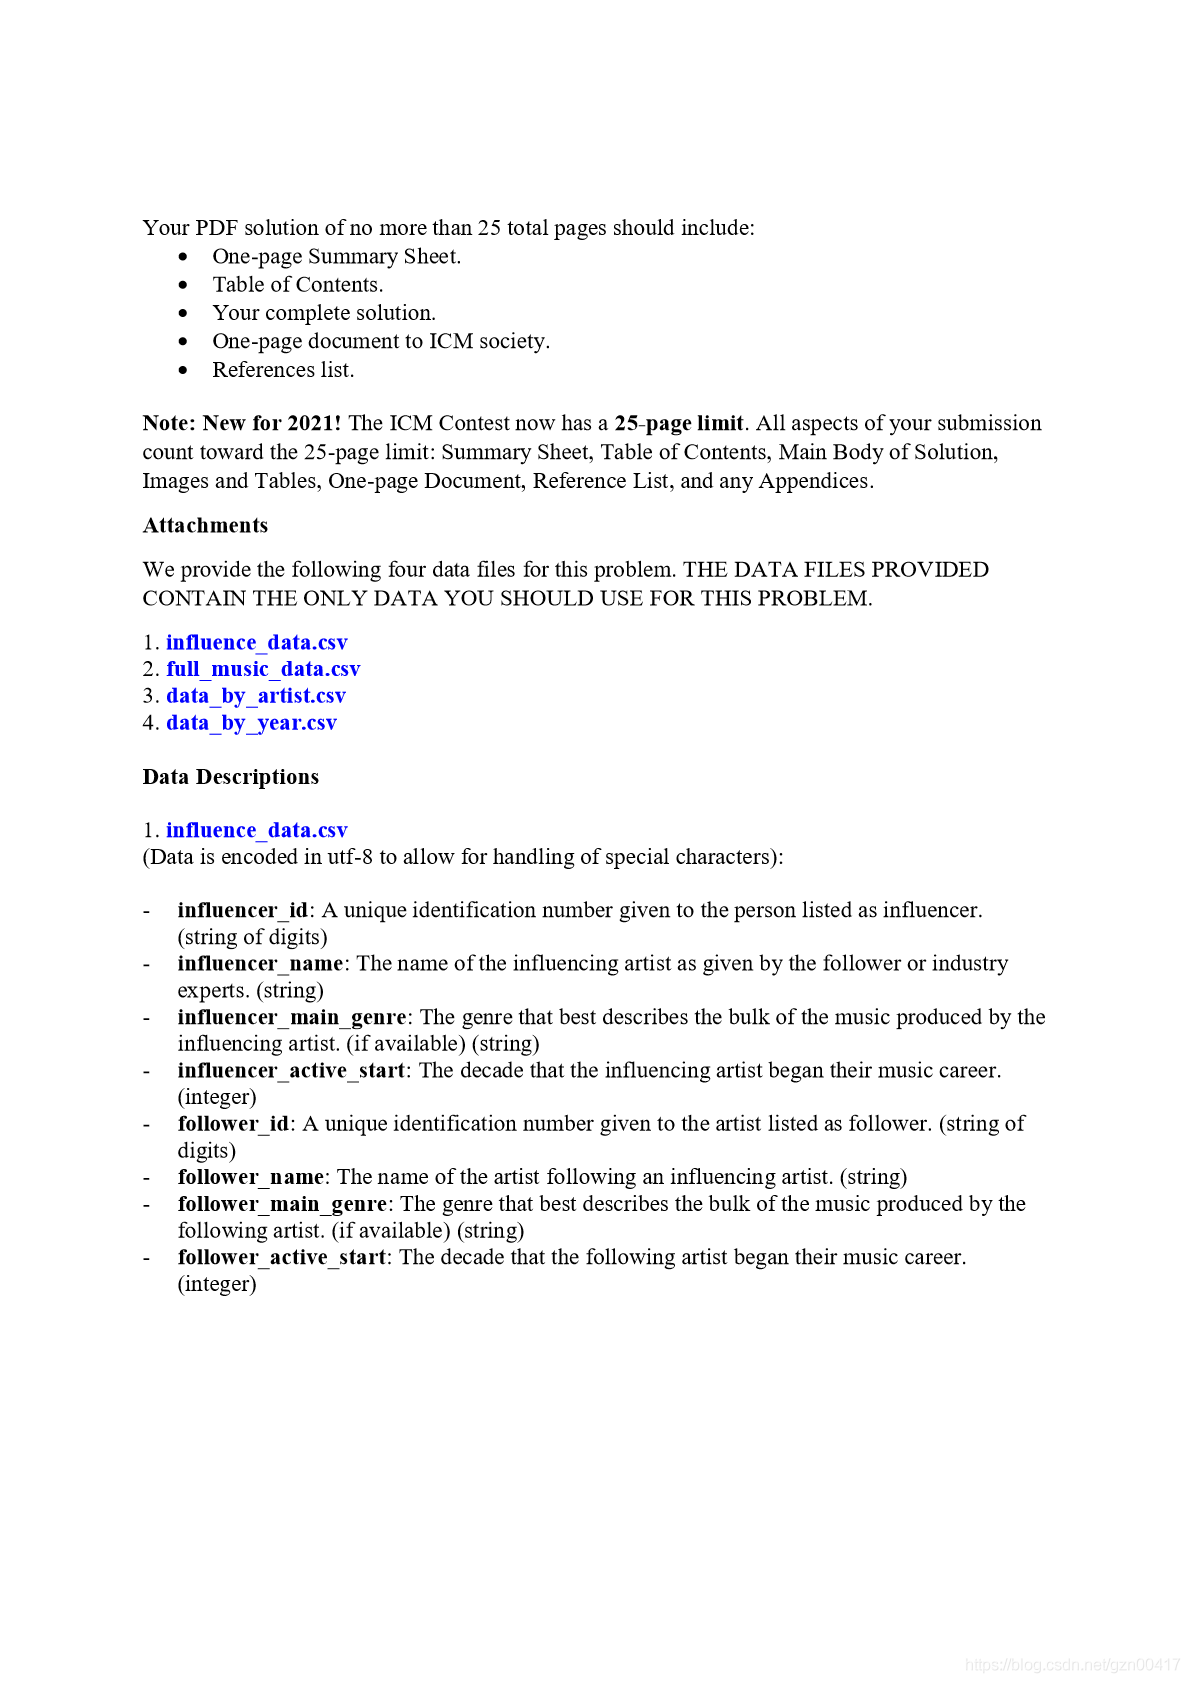 Your PDF solution of no more than 25 total pages should include:
• One-page Summary Sheet.
• Table of Contents.
• Your complete solution.
• One-page document to ICM society.
• References list.
Note: New for 2021! The ICM Contest now has a 25-page limit. All aspects of your submission
count toward the 25-page limit: Summary Sheet, Table of Contents, Main Body of Solution,
Images and Tables, One-page Document, Reference List, and any Appendices.
Attachments
We provide the following four data files for this problem. THE DATA FILES PROVIDED
CONTAIN THE ONLY DATA YOU SHOULD USE FOR THIS PROBLEM.
1. influence_data.csv
2. full_music_data.csv
3. data_by_artist.csv
4. data_by_year.csv
Data Descriptions
1. influence_data.csv
(Data is encoded in utf-8 to allow for handling of special characters):
- influencer_id: A unique identification number given to the person listed as influencer.
(string of digits)
- influencer_name: The name of the influencing artist as given by the follower or industry
experts. (string)
- influencer_main_genre: The genre that best describes the bulk of the music produced by the
influencing artist. (if available) (string)
- influencer_active_start: The decade that the influencing artist began their music career.
(integer)
- follower_id: A unique identification number given to the artist listed as follower. (string of
digits)
- follower_name: The name of the artist following an influencing artist. (string)
- follower_main_genre: The genre that best describes the bulk of the music produced by the
following artist. (if available) (string)
- follower_active_start: The decade that the following artist began their music career.
(integer)
https://blog.csdn.net/gzn00417